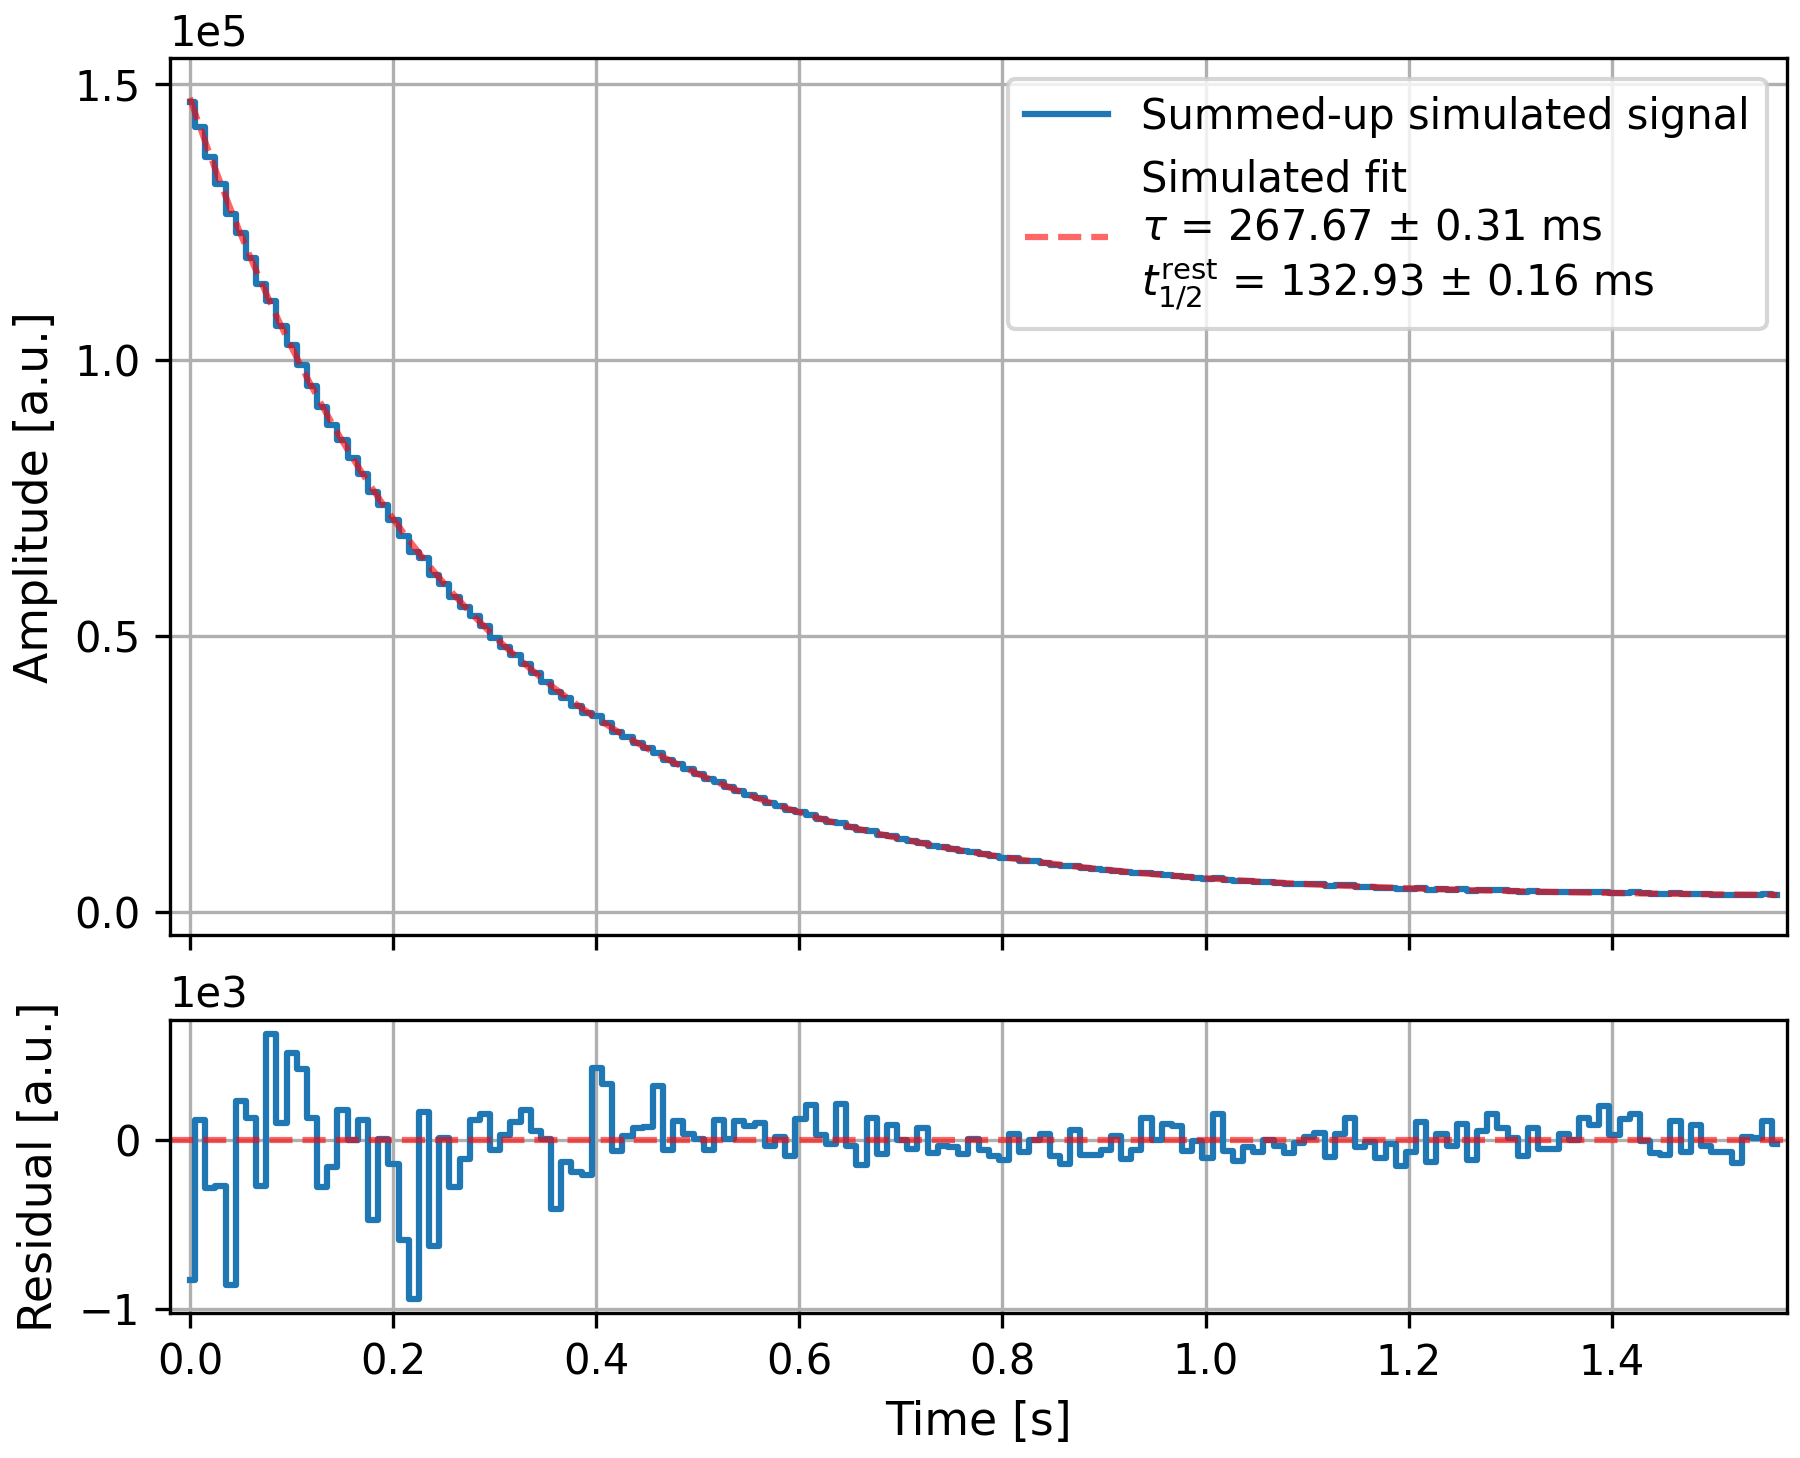 1e5
1.5
1.0
0.5
0.0
Amplitude [a.u.]
Summed-up simulated signal
Simulated fit
τ = 267.67 ± 0.31 ms
t_{1/2}^{rest} = 132.93 ± 0.16 ms
1e3
0
−1
Residual [a.u.]
0.0 0.2 0.4 0.6 0.8 1.0 1.2 1.4
Time [s]